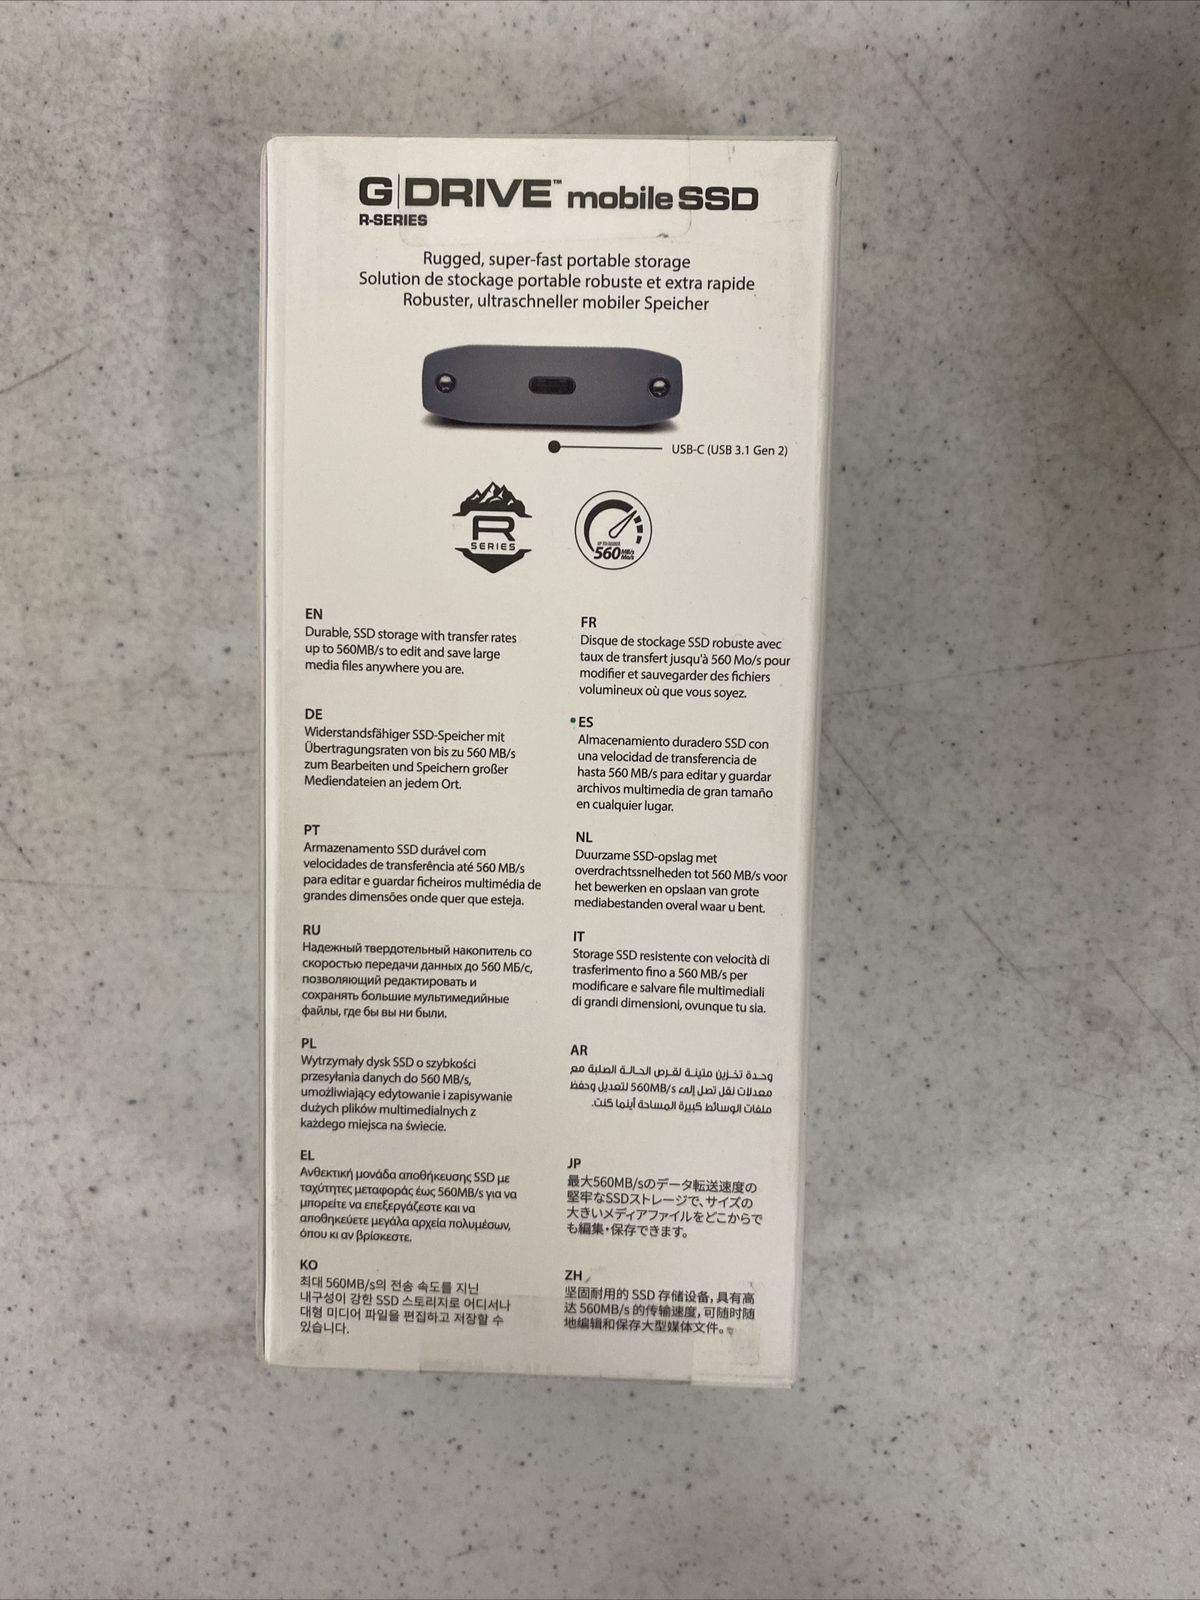 G|DRIVE™ mobile SSD
R-SERIES
Rugged, super-fast portable storage
Solution de stockage portable robuste et extra rapide
Robuster, ultraschneller mobiler Speicher
USB-C (USB 3.1 Gen 2)
R
SERIES
560 MB/s
Mo/s
EN
Durable, SSD storage with transfer rates
up to 560MB/s to edit and save large
media files anywhere you are.
FR
Disque de stockage SSD robuste avec
taux de transfert jusqu'à 560 Mo/s pour
modifier et sauvegarder des fichiers
volumineux où que vous soyez.
DE
Widerstandsfähiger SSD-Speicher mit
Übertragungsraten von bis zu 560 MB/s
zum Bearbeiten und Speichern großer
Mediendateien an jedem Ort.
ES
Almacenamiento duradero SSD con
una velocidad de transferencia de
hasta 560 MB/s para editar y guardar
archivos multimedia de gran tamaño
en cualquier lugar.
PT
Armazenamento SSD durável com
velocidades de transferência até 560 MB/s
para editar e guardar ficheiros multimédia de
grandes dimensões onde quer que esteja.
NL
Duurzame SSD-opslag met
overdrachtssnelheden tot 560 MB/s voor
het bewerken en opslaan van grote
mediabestanden overal waar u bent.
RU
Надежный твердотельный накопитель со
скоростью передачи данных до 560 МБ/с,
позволяющий редактировать и
сохранять большие мультимедийные
файлы, где бы вы ни были.
IT
Storage SSD resistente con velocità di
trasferimento fino a 560 MB/s per
modificare e salvare file multimediali
di grandi dimensioni, ovunque tu sia.
PL
Wytrzymały dysk SSD o szybkości
przesyłania danych do 560 MB/s,
umożliwiający edytowanie i zapisywanie
dużych plików multimedialnych z
każdego miejsca na świecie.
AR
وحدة تخزين متينة لقرص الحالة الصلبة مع
معدلات نقل تصل إلى 560MB/s لتعديل وحفظ
ملفات الوسائط كبيرة المساحة أينما كنت.
EL
Ανθεκτική μονάδα αποθήκευσης SSD με
ταχύτητες μεταφοράς έως 560MB/s για να
μπορείτε να επεξεργάζεστε και να
αποθηκεύετε μεγάλα αρχεία πολυμέσων,
όπου κι αν βρίσκεστε.
JP
最大560MB/sのデータ転送速度の
堅牢なSSDストレージで、サイズの
大きいメディアファイルをどこからで
も編集・保存できます。
KO
최대 560MB/s의 전송 속도를 지닌
내구성이 강한 SSD 스토리지로 어디서나
대형 미디어 파일을 편집하고 저장할 수
있습니다.
ZH
坚固耐用的 SSD 存储设备，具有高
达 560MB/s 的传输速度，可随时随
地编辑和保存大型媒体文件。